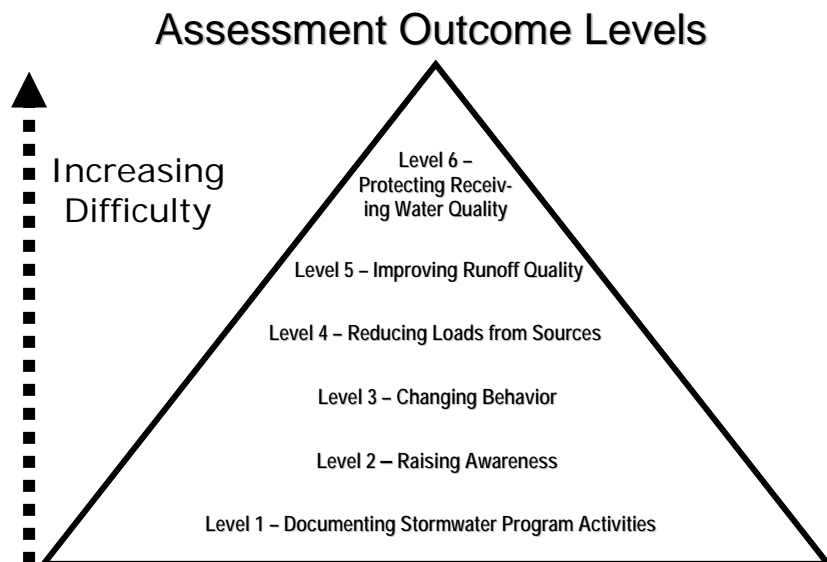 Assessment Outcome Levels
Increasing
Difficulty
Level 6 –
Protecting Receiv-
ing Water Quality
Level 5 – Improving Runoff Quality
Level 4 – Reducing Loads from Sources
Level 3 – Changing Behavior
Level 2 – Raising Awareness
Level 1 – Documenting Stormwater Program Activities